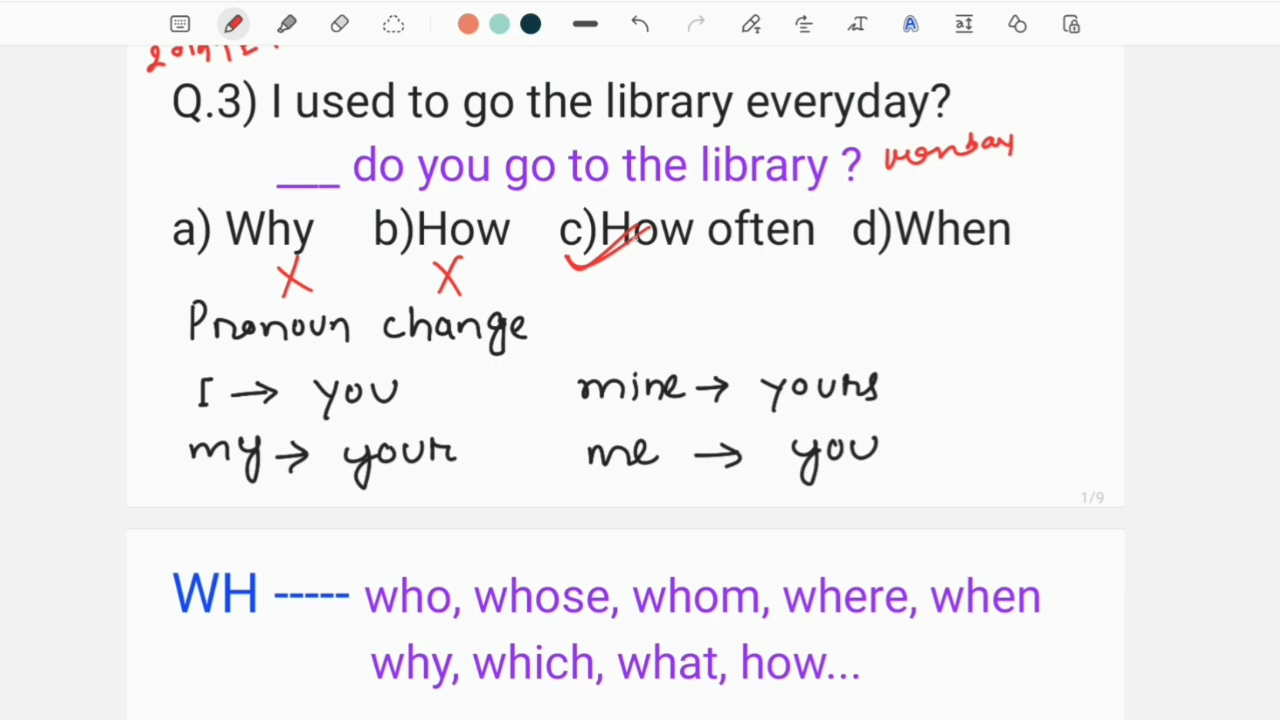 Q.3) I used to go the library everyday?
___ do you go to the library ? Monday
a) Why b)How c)How often d)When
X X
Pronoun change
I → you mine → yours
my → your me → you
1/9
WH ----- who, whose, whom, where, when
why, which, what, how...